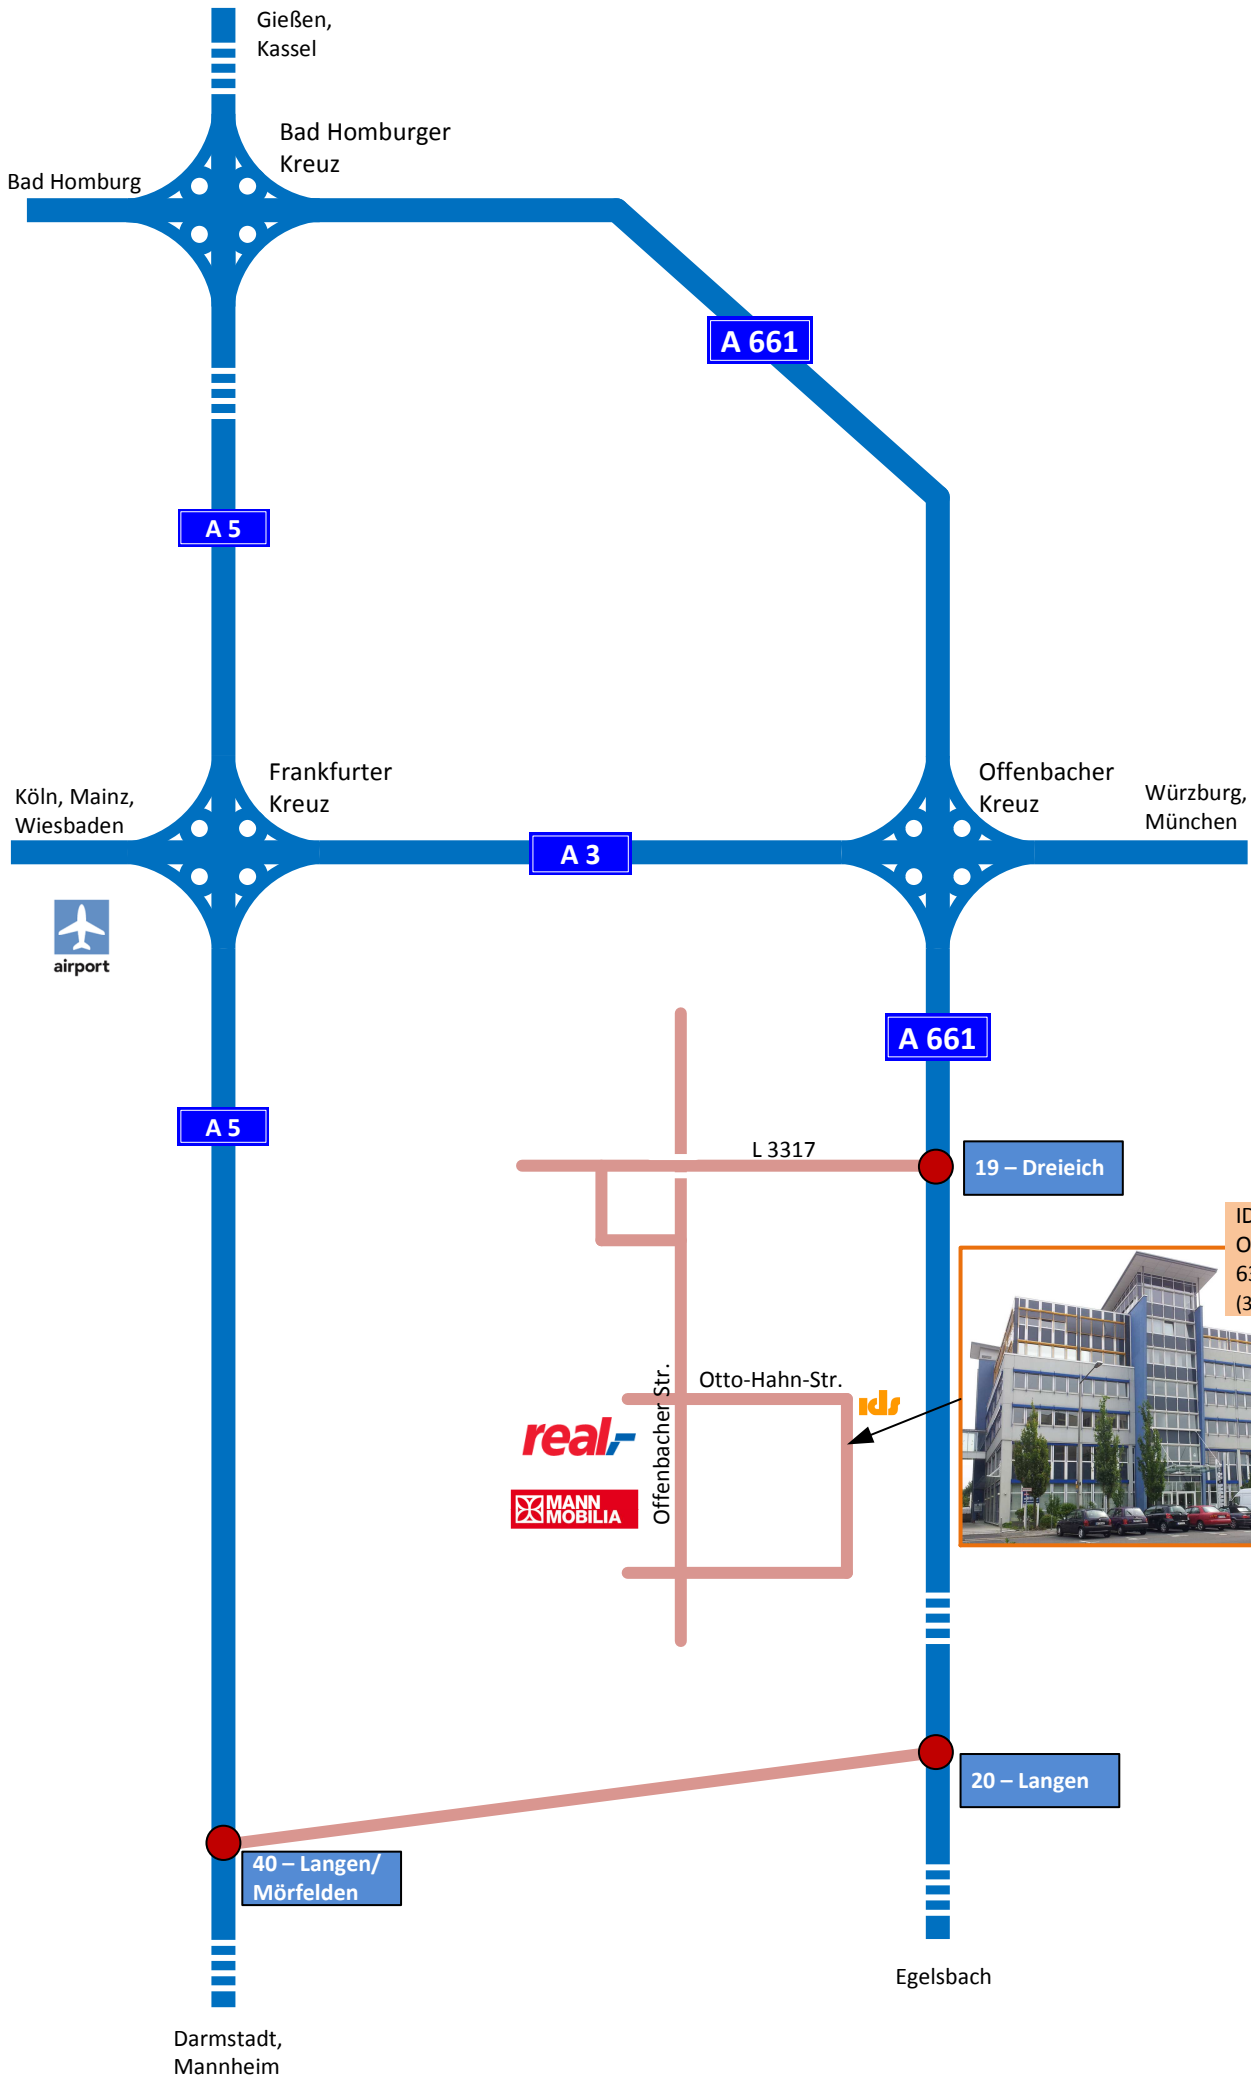 Gießen,
Kassel
Bad Homburger
Kreuz
Bad Homburg
A 661
A 5
Frankfurter
Kreuz
Offenbacher
Kreuz
Köln, Mainz,
Wiesbaden
Würzburg,
München
A 3
airport
A 661
A 5
L 3317
19 – Dreieich
Otto-Hahn-Str.
ids
real,-
Offenbacher Str.
MANN
MOBILIA
20 – Langen
40 – Langen/
Mörfelden
Egelsbach
Darmstadt,
Mannheim